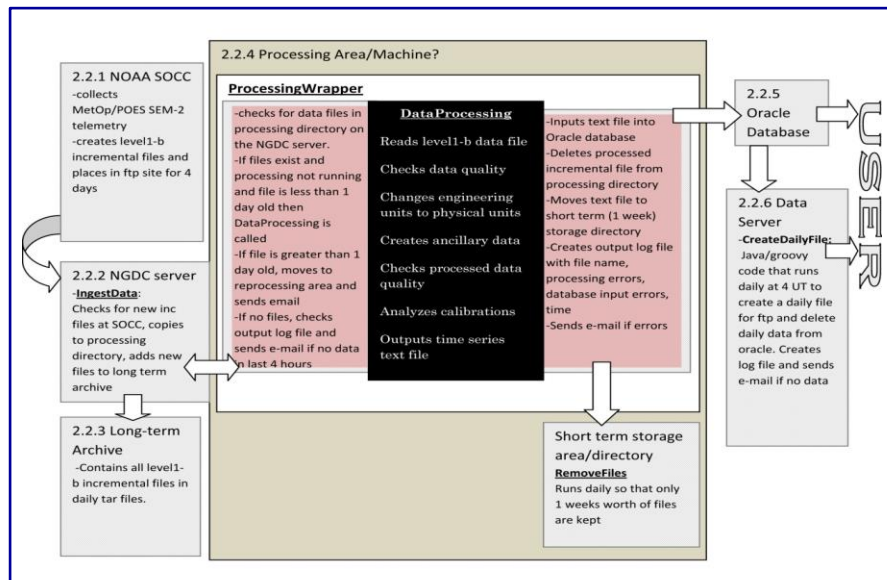 2.2.4 Processing Area/Machine?
2.2.1 NOAA SOCC
-collects
MetOp/POES SEM-2
telemetry
-creates level1-b
incremental files and
places in ftp site for 4
days
2.2.2 NGDC server
-IngestData:
Checks for new inc
files at SOCC, copies
to processing
directory, adds new
files to long term
archive
2.2.3 Long-term
Archive
-Contains all level1-
b incremental files in
daily tar files.
ProcessingWrapper
-checks for data files in
processing directory on
the NGDC server.
-If files exist and
processing not running
and file is less than 1
day old then
DataProcessing is
called
-If file is greater than 1
day old, moves to
reprocessing area and
sends email
-If no files, checks
output log file and
sends e-mail if no data
in last 4 hours
DataProcessing
Reads level1-b data file
Checks data quality
Changes engineering
units to physical units
Creates ancillary data
Checks processed data
quality
Analyzes calibrations
Outputs time series
text file
-Inputs text file into
Oracle database
-Deletes processed
incremental file from
processing directory
-Moves text file to
short term (1 week)
storage directory
-Creates output log file
with file name,
processing errors,
database input errors,
time
-Sends e-mail if errors
Short term storage
area/directory
RemoveFiles
Runs daily so that only
1 weeks worth of files
are kept
2.2.5
Oracle
Database
2.2.6 Data
Server
-CreateDailyFile:
Java/groovy
code that runs
daily at 4 UT to
create a daily file
for ftp and delete
daily data from
oracle. Creates
log file and sends
e-mail if no data
USER